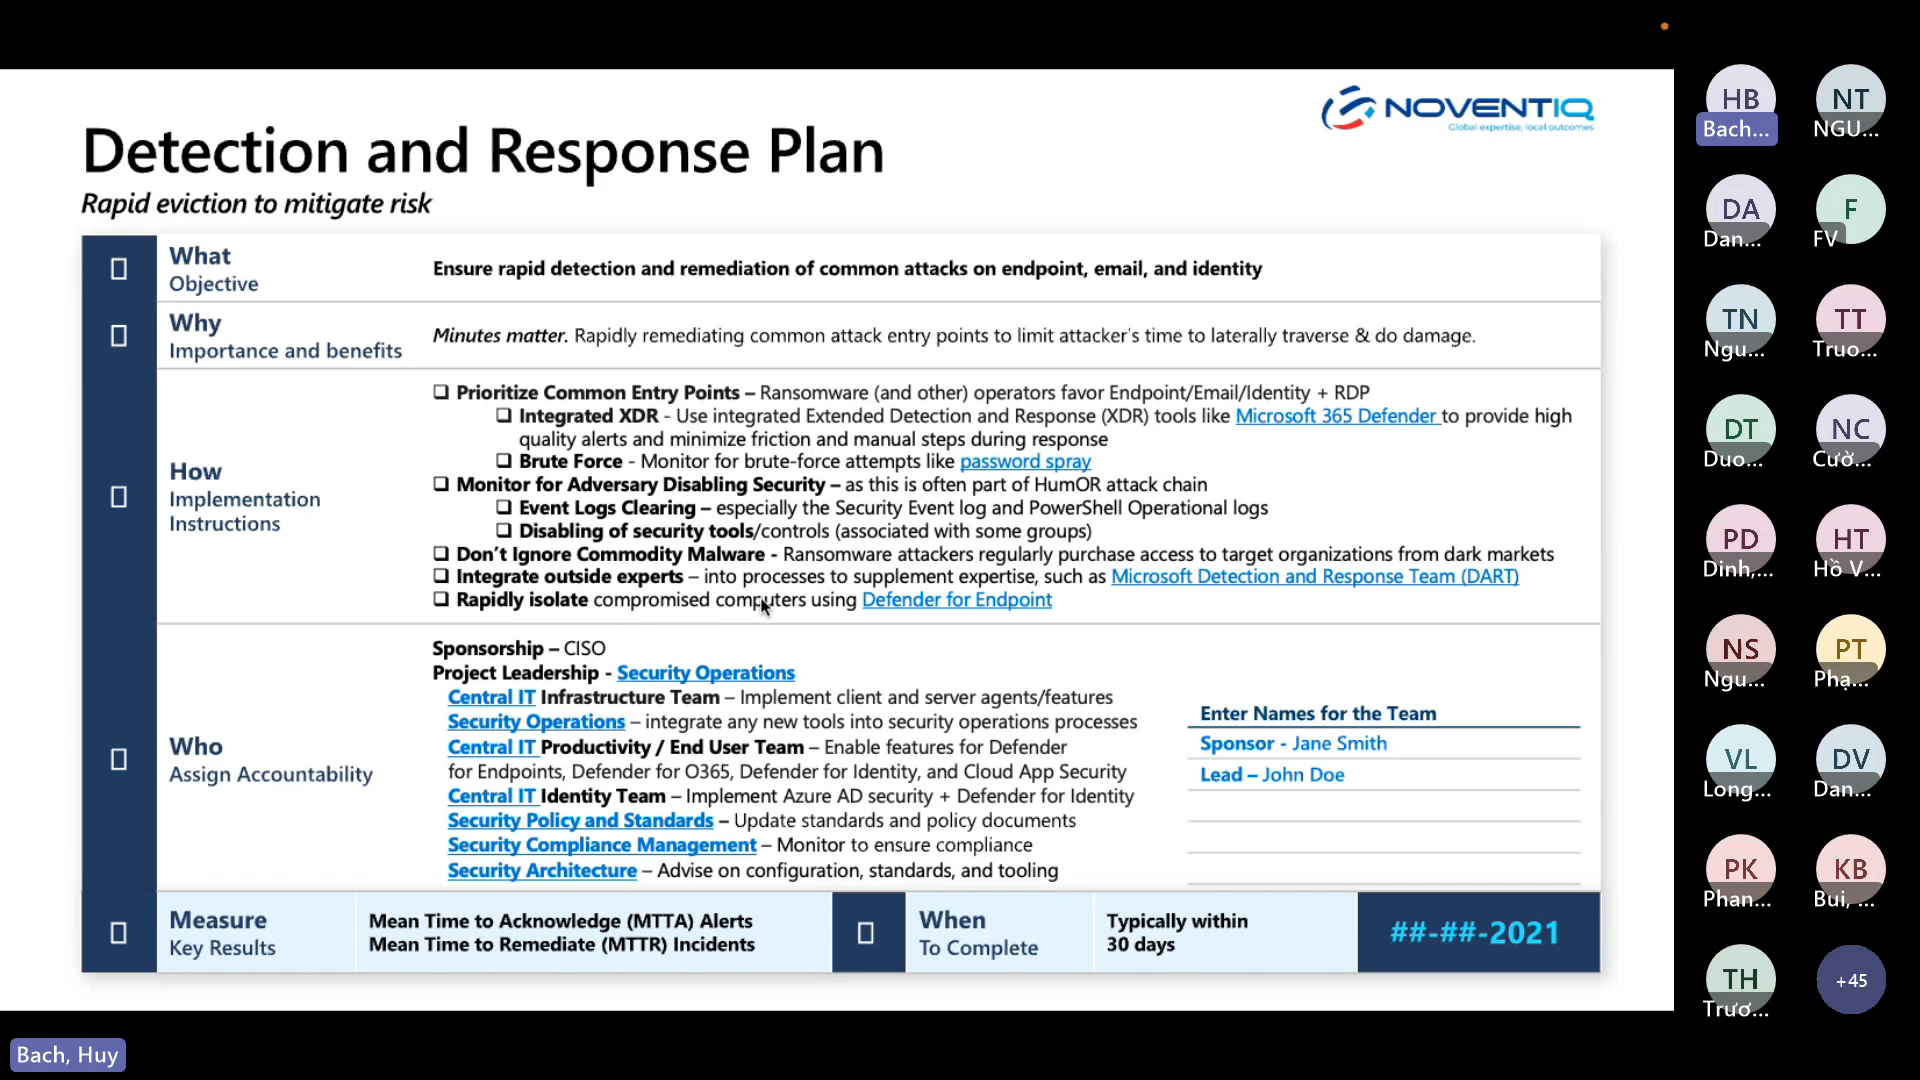 NOVENTIQ
Global expertise, local outcomes
Detection and Response Plan
Rapid eviction to mitigate risk
What
Objective
Ensure rapid detection and remediation of common attacks on endpoint, email, and identity
Why
Importance and benefits
Minutes matter. Rapidly remediating common attack entry points to limit attacker's time to laterally traverse & do damage.
How
Implementation
Instructions
❑ Prioritize Common Entry Points – Ransomware (and other) operators favor Endpoint/Email/Identity + RDP
❑ Integrated XDR - Use integrated Extended Detection and Response (XDR) tools like Microsoft 365 Defender to provide high
quality alerts and minimize friction and manual steps during response
❑ Brute Force - Monitor for brute-force attempts like password spray
❑ Monitor for Adversary Disabling Security – as this is often part of HumOR attack chain
❑ Event Logs Clearing – especially the Security Event log and PowerShell Operational logs
❑ Disabling of security tools/controls (associated with some groups)
❑ Don't Ignore Commodity Malware - Ransomware attackers regularly purchase access to target organizations from dark markets
❑ Integrate outside experts – into processes to supplement expertise, such as Microsoft Detection and Response Team (DART)
❑ Rapidly isolate compromised computers using Defender for Endpoint
Who
Assign Accountability
Sponsorship – CISO
Project Leadership - Security Operations
Central IT Infrastructure Team – Implement client and server agents/features
Security Operations – integrate any new tools into security operations processes
Central IT Productivity / End User Team – Enable features for Defender
for Endpoints, Defender for O365, Defender for Identity, and Cloud App Security
Central IT Identity Team – Implement Azure AD security + Defender for Identity
Security Policy and Standards – Update standards and policy documents
Security Compliance Management – Monitor to ensure compliance
Security Architecture – Advise on configuration, standards, and tooling
Enter Names for the Team
Sponsor - Jane Smith
Lead – John Doe
Measure
Key Results
Mean Time to Acknowledge (MTTA) Alerts
Mean Time to Remediate (MTTR) Incidents
When
To Complete
Typically within
30 days
##-##-2021
HB
Bach...
NT
NGU...
DA
Dan...
F
FV
TN
Ngu...
TT
Truo...
DT
Duo...
NC
Cườ...
PD
Dinh,...
HT
Hồ V...
NS
Ngu...
PT
Phạ...
VL
Long...
DV
Dan...
PK
Phan...
KB
Bui, ...
TH
Trươ...
+45
Bach, Huy